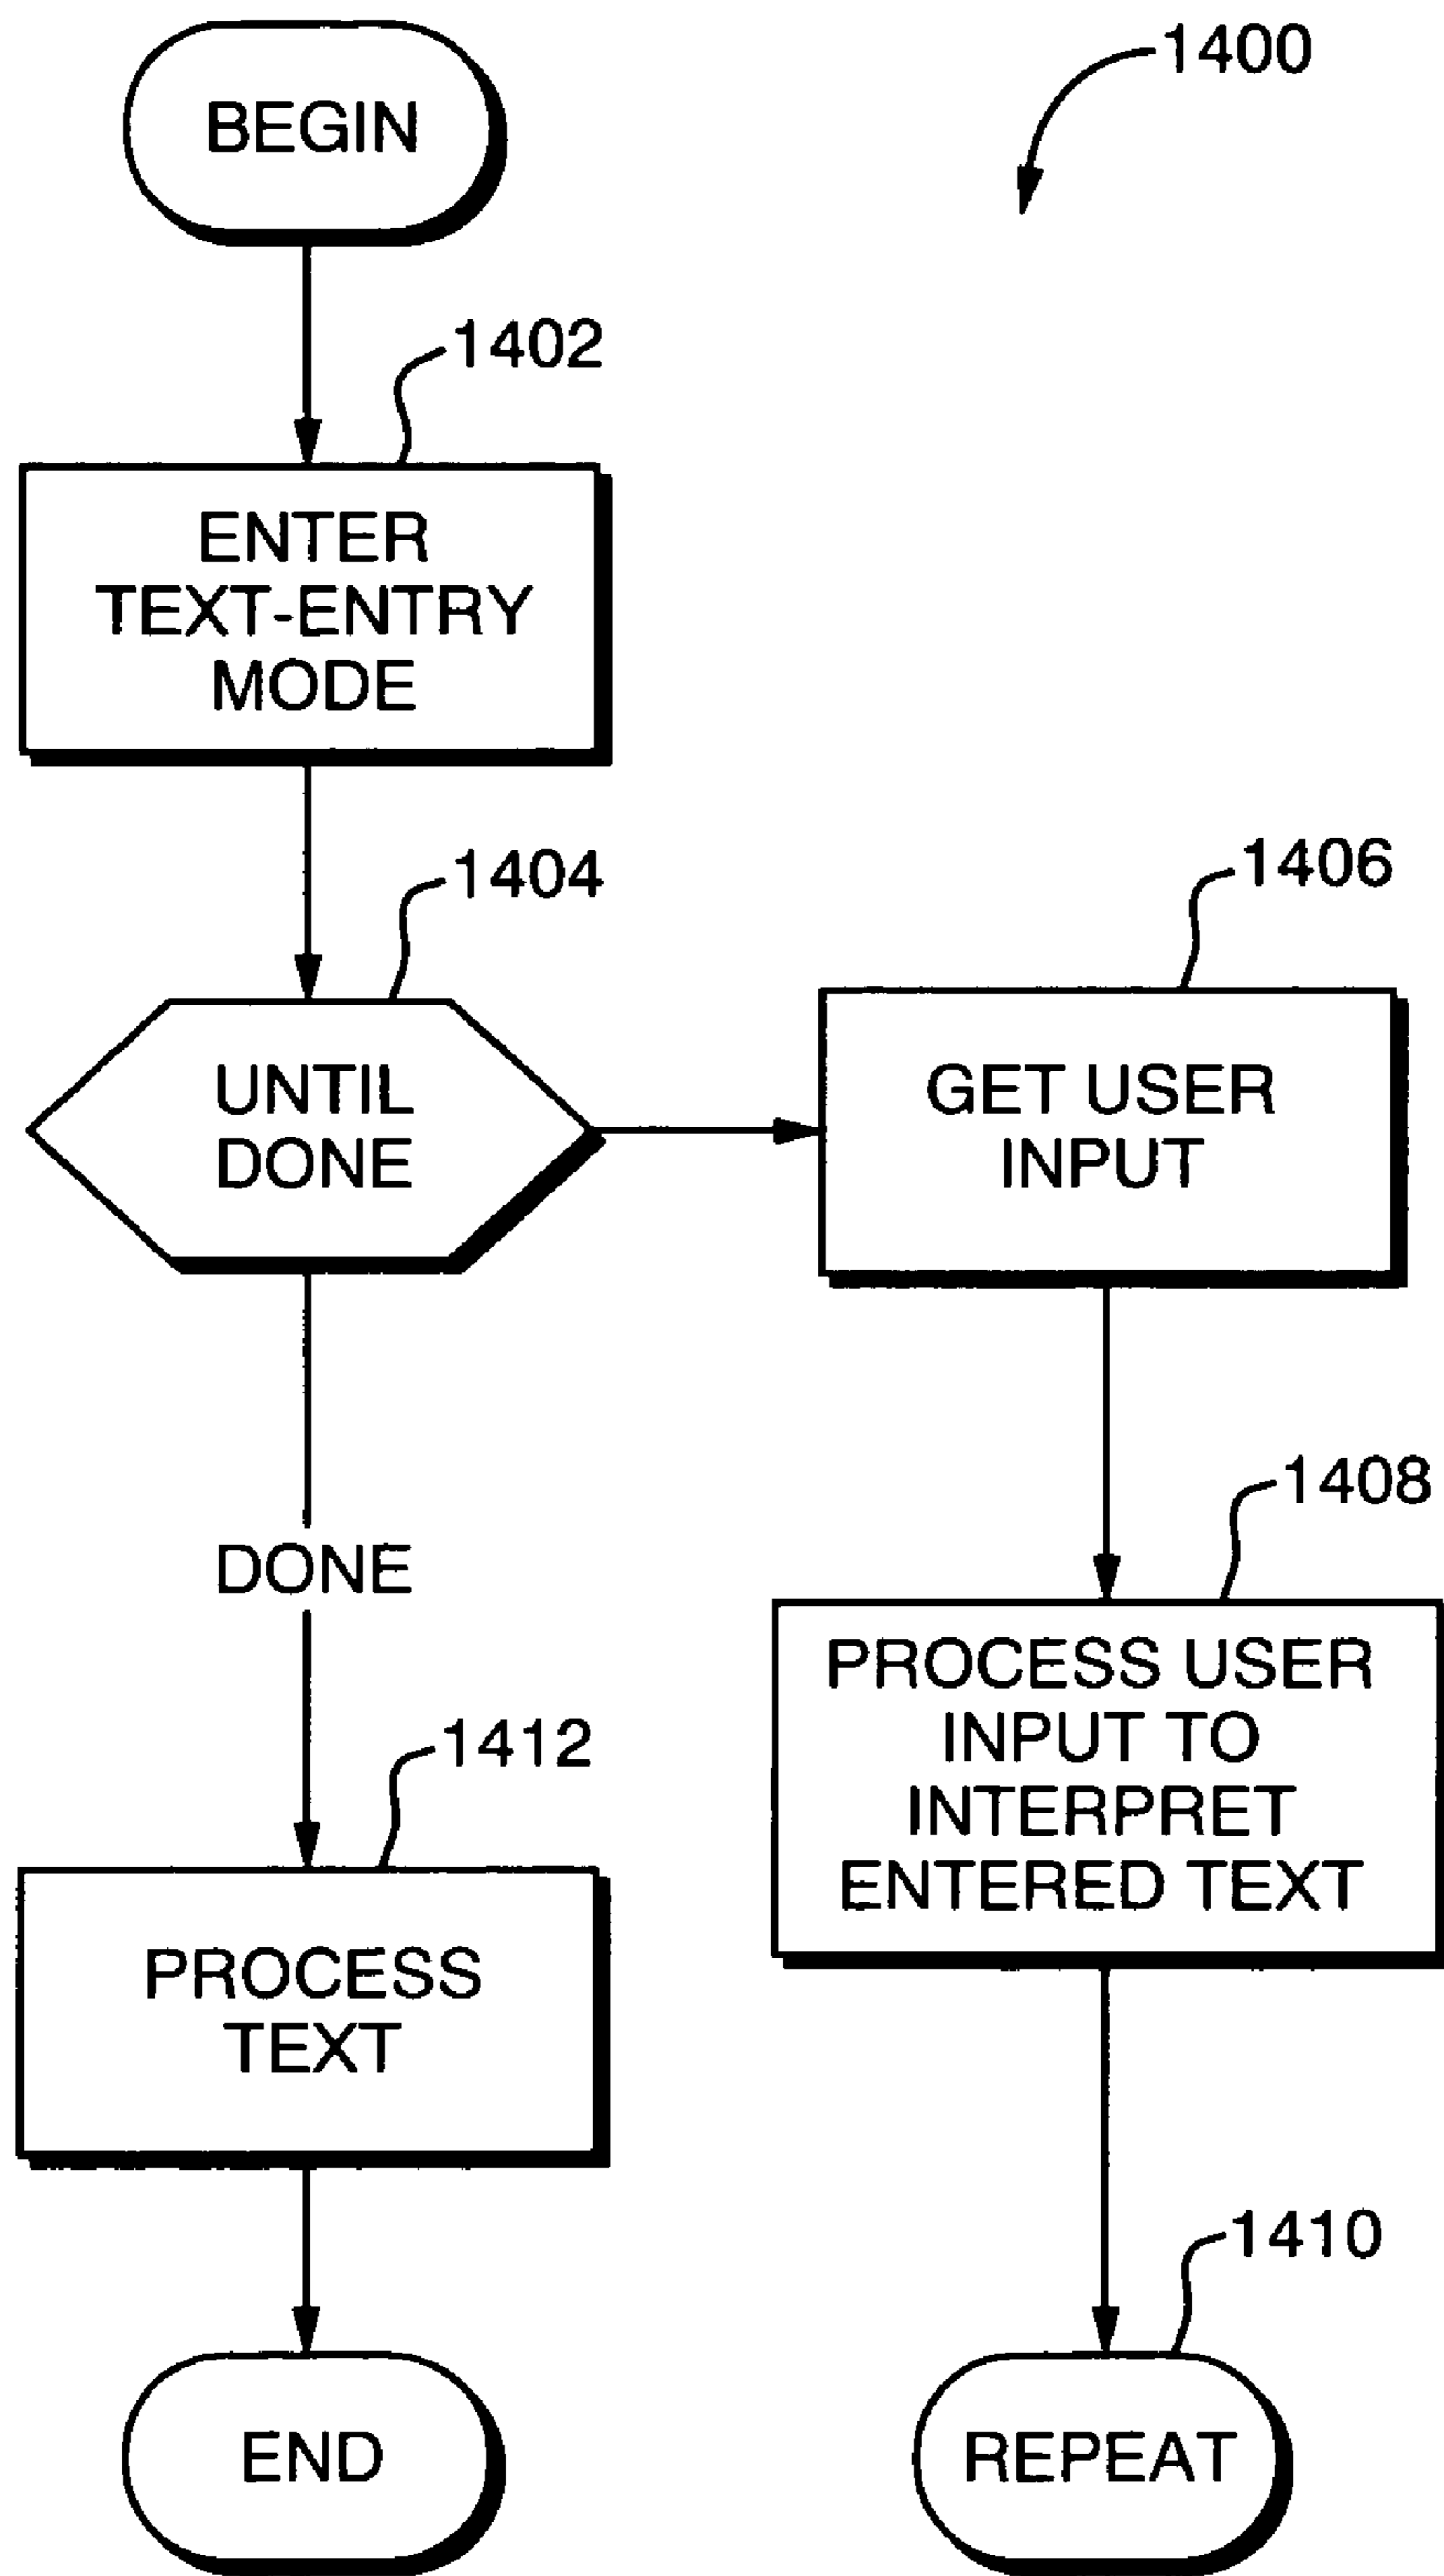 BEGIN
1400
1402
ENTER
TEXT-ENTRY
MODE
1404
UNTIL
DONE
1406
GET USER
INPUT
1408
PROCESS USER
INPUT TO
INTERPRET
ENTERED TEXT
1410
REPEAT
DONE
1412
PROCESS
TEXT
END